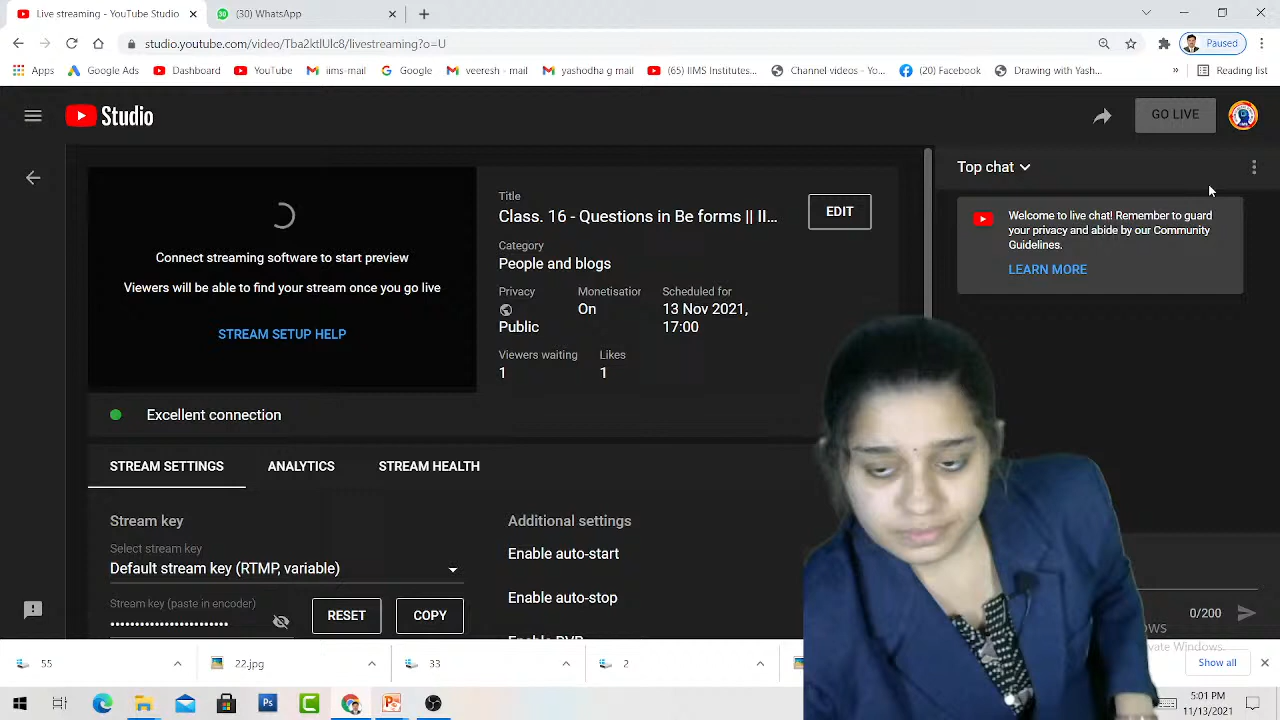 Live streaming - YouTube Studio
(30) WhatsApp
studio.youtube.com/video/Tba2ktlUlc8/livestreaming?o=U
Paused
Apps
Google Ads
Dashboard
YouTube
iims mail
Google
veeresh - mail
yashoda g mail
(65) IIMS Institutes...
Channel videos - Yo...
(20) Facebook
Drawing with Yash...
»
Reading list
Studio
GO LIVE
Connect streaming software to start preview
Viewers will be able to find your stream once you go live
STREAM SETUP HELP
Title
Class. 16 - Questions in Be forms || II...
EDIT
Category
People and blogs
Privacy
Public
Monetisation
On
Scheduled for
13 Nov 2021,
17:00
Viewers waiting
1
Likes
1
Top chat
Welcome to live chat! Remember to guard
your privacy and abide by our Community
Guidelines.
LEARN MORE
Excellent connection
STREAM SETTINGS
ANALYTICS
STREAM HEALTH
Stream key
Select stream key
Default stream key (RTMP, variable)
Stream key (paste in encoder)
RESET
COPY
Additional settings
Enable auto-start
Enable auto-stop
Enable DVR
0/200
55
22.jpg
33
2
Show all
5:01 PM
11/13/2021